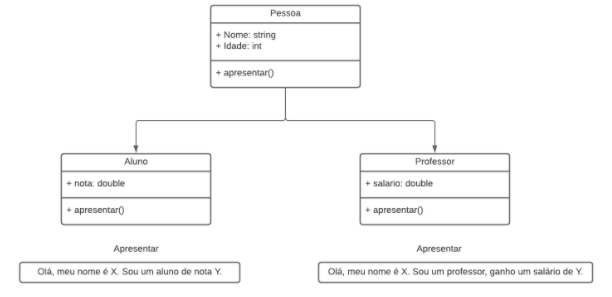 Pessoa
+ Nome: string
+ Idade: int
+ apresentar()
Aluno
+ nota: double
+ apresentar()
Professor
+ salario: double
+ apresentar()
Apresentar
Olá, meu nome é X. Sou um aluno de nota Y.
Apresentar
Olá, meu nome é X. Sou um professor, ganho um salário de Y.